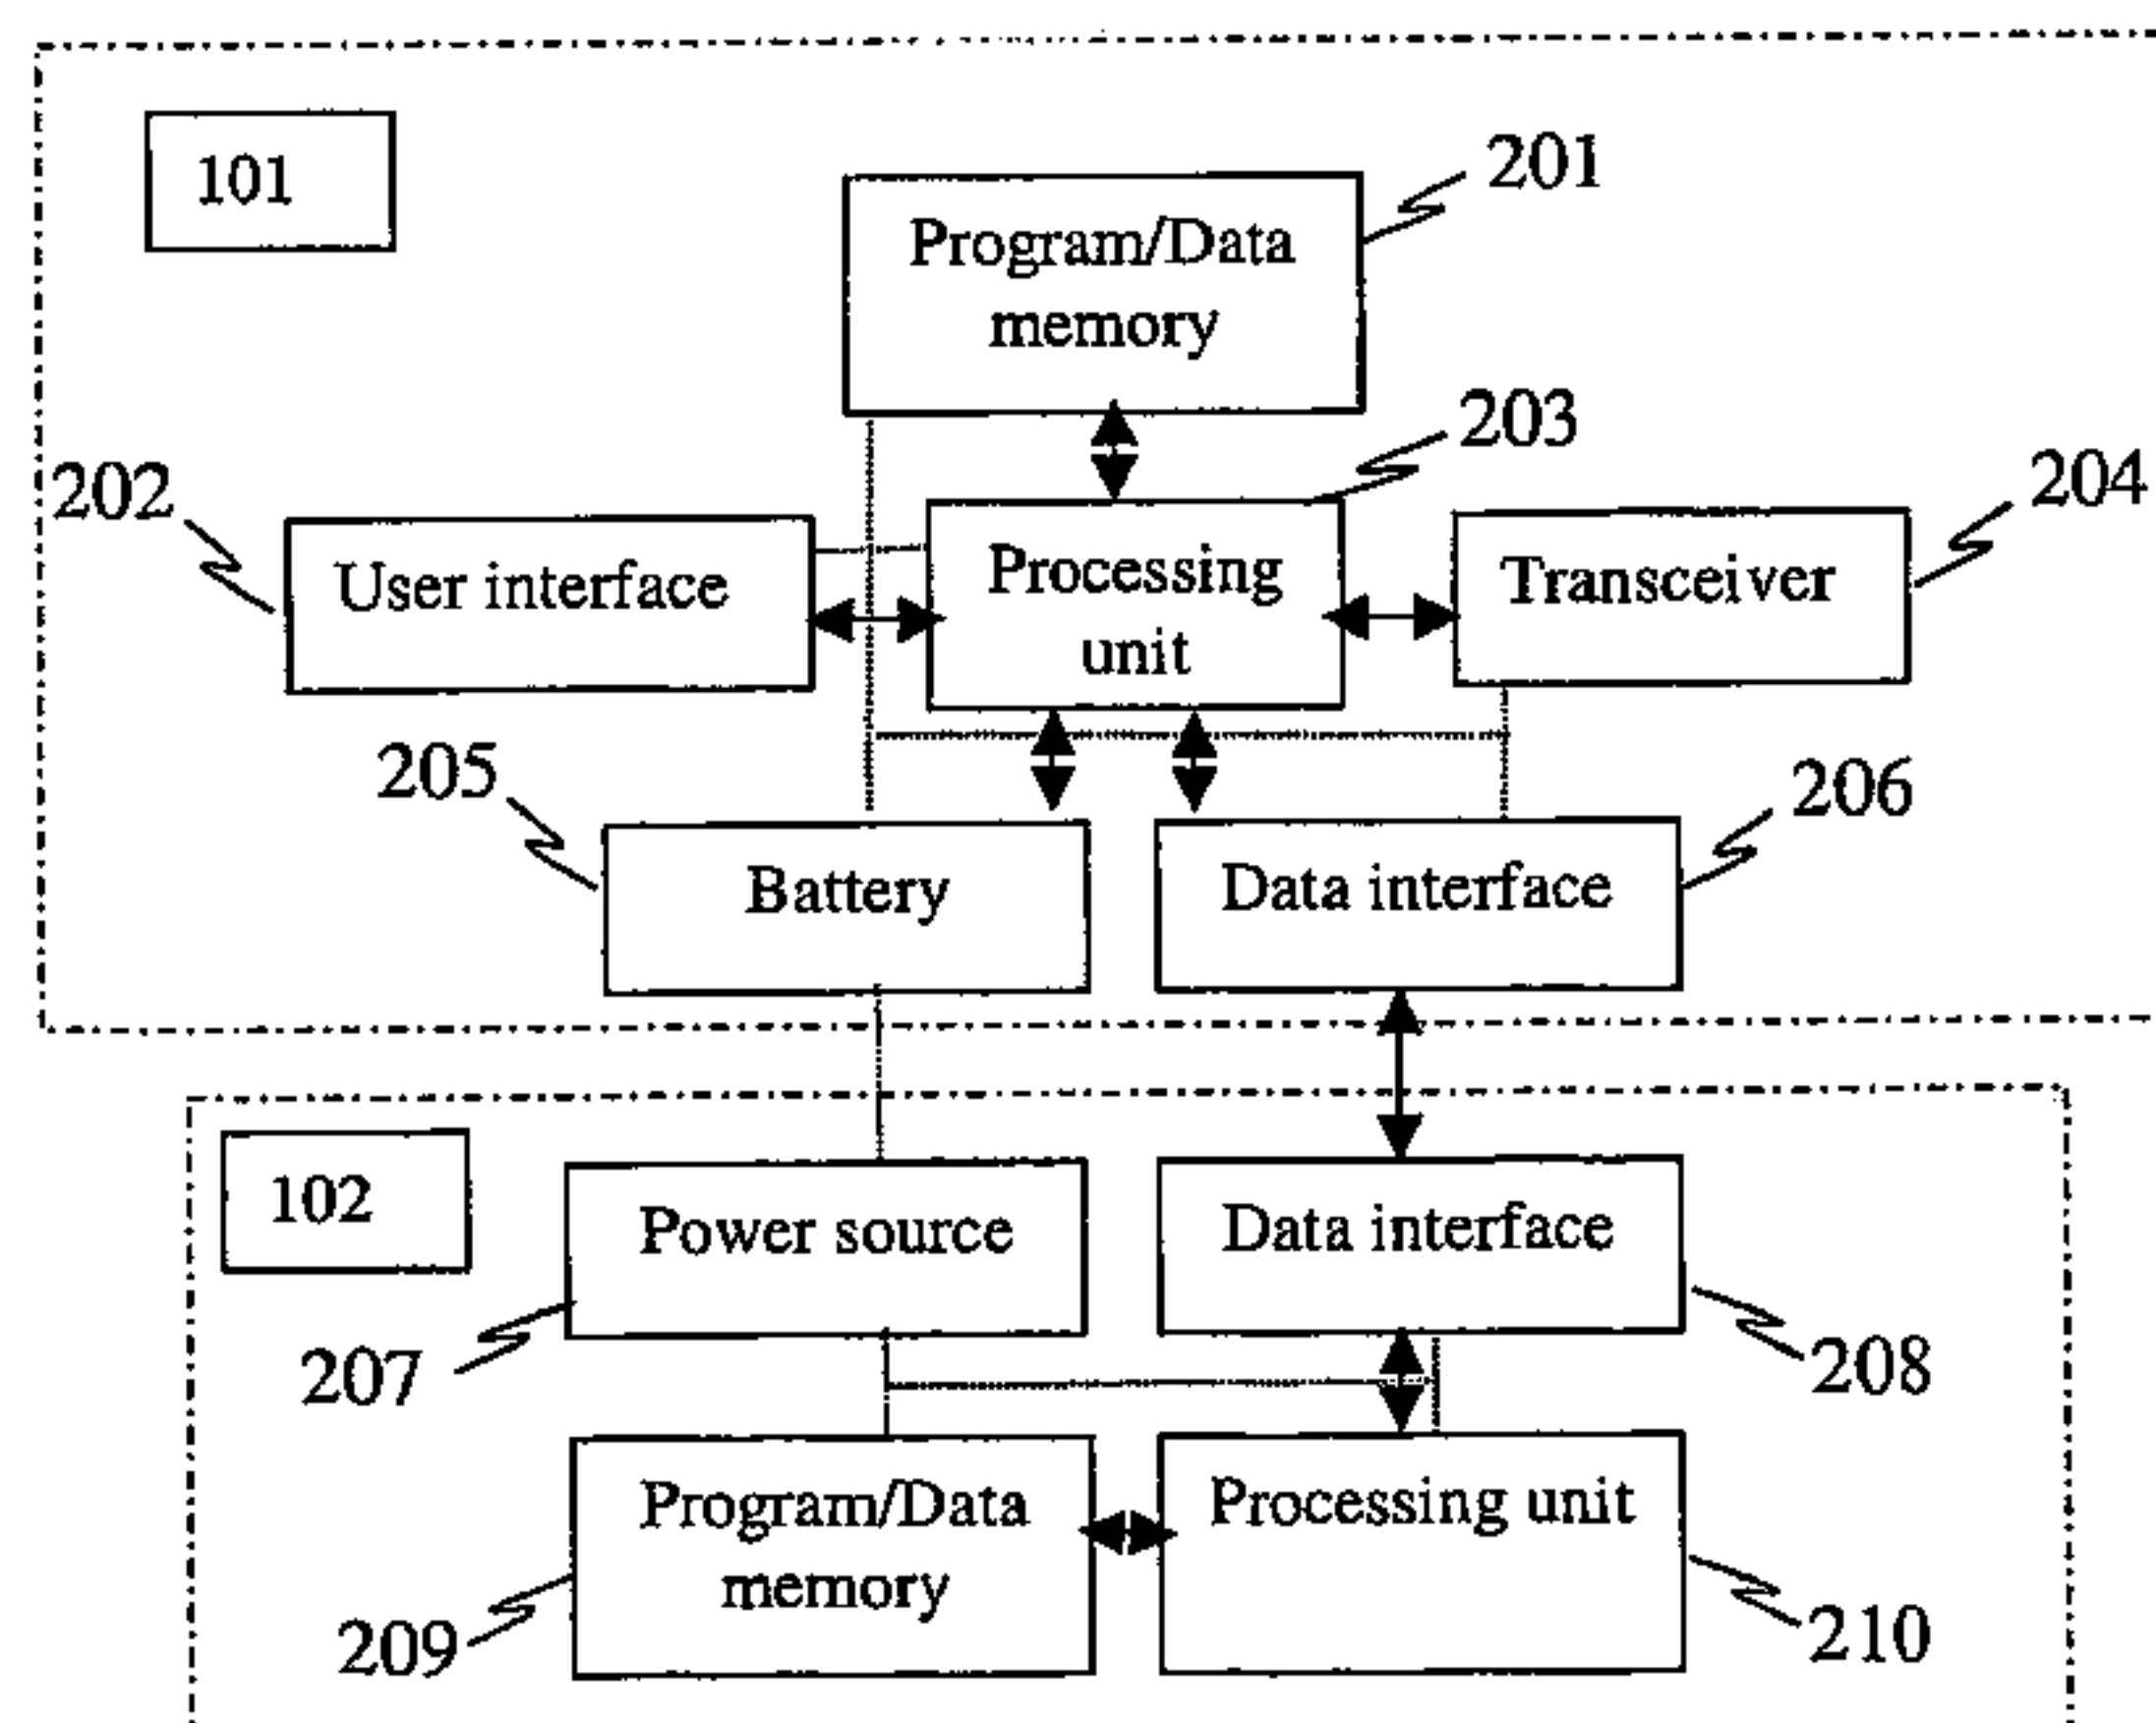 101
201
Program/Data
memory
203
202
204
User interface
Processing
unit
Transceiver
205
206
Battery
Data interface
102
Power source
Data interface
207
208
Program/Data
memory
Processing unit
209
210